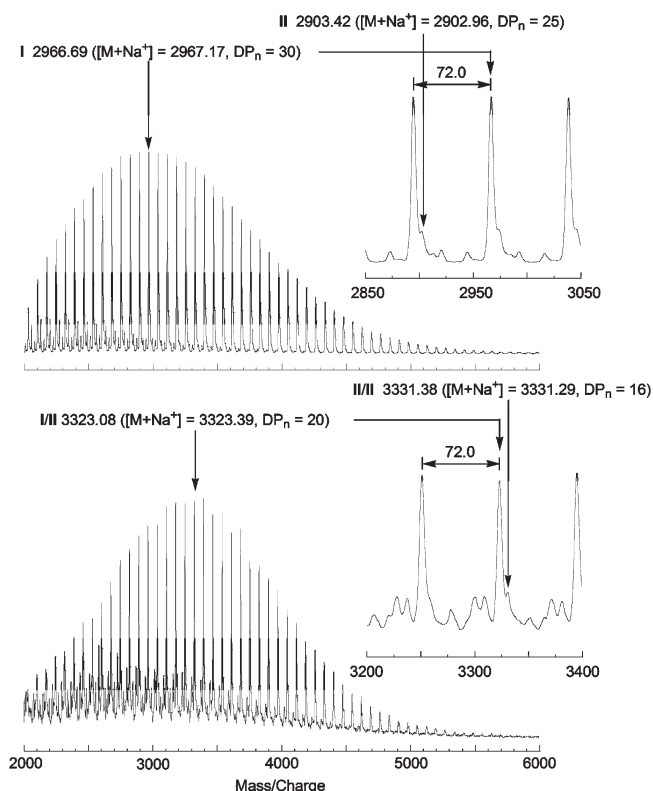 II 2903.42 ([M+Na⁺] = 2902.96, DPₙ = 25)
I 2966.69 ([M+Na⁺] = 2967.17, DPₙ = 30)
72.0
2850 2950 3050
II/II 3331.38 ([M+Na⁺] = 3331.29, DPₙ = 16)
I/II 3323.08 ([M+Na⁺] = 3323.39, DPₙ = 20)
72.0
3200 3300 3400
2000 3000 4000 5000 6000
Mass/Charge